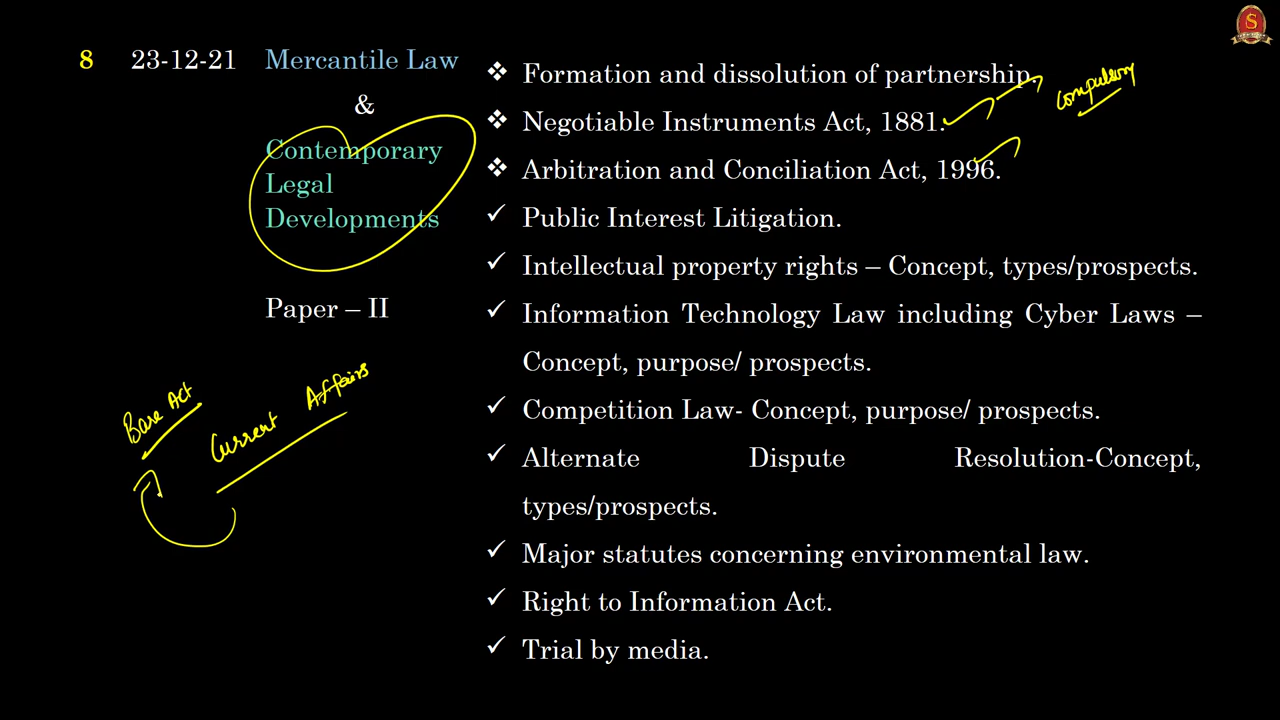 8 23-12-21 Mercantile Law
&
Contemporary
Legal
Developments
Paper – II
❖ Formation and dissolution of partnership.
❖ Negotiable Instruments Act, 1881.
❖ Arbitration and Conciliation Act, 1996.
✓ Public Interest Litigation.
✓ Intellectual property rights – Concept, types/prospects.
✓ Information Technology Law including Cyber Laws –
Concept, purpose/ prospects.
✓ Competition Law- Concept, purpose/ prospects.
✓ Alternate Dispute Resolution-Concept,
types/prospects.
✓ Major statutes concerning environmental law.
✓ Right to Information Act.
✓ Trial by media.
Compulsory
Bare Act
Current Affairs
S